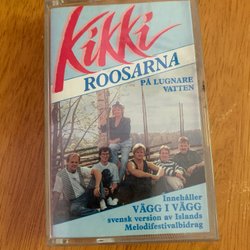 Kikki
ROOSARNA
PÅ LUGNARE
VATTEN
Innehåller
VÄGG I VÄGG
svensk version av Islands
Melodifestivalbidrag